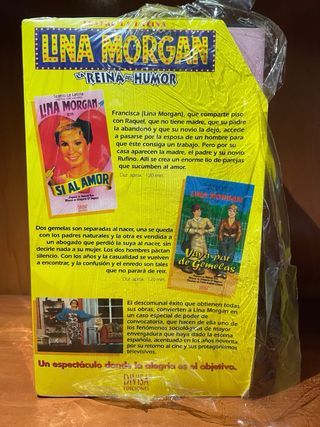 LINA MORGAN
LA REINA DEL HUMOR
Teatro La Latina
LINA MORGAN
¡SI AL AMOR!
Francisca (Lina Morgan), que comparte piso
con Raquel, que no tiene madre, que su padre
la abandonó y que su novio la dejó, accede
a pasarse por la esposa de un hombre para
que éste consiga un trabajo. Pero por su
casa aparecen la madre, el padre y su novio
Rufino. Allí se crea un enorme lío de parejas
que sucumben al amor.
Dur. aprox. 120 min.
LINA MORGAN
Vaya par
de Gemelas
Dos gemelas son separadas al nacer, una se queda
con los padres naturales y la otra es vendida a
un abogado que perdió la suya al nacer, sin
decirle nada a su mujer. Los dos hombres pactan
silencio. Con los años y la casualidad se vuelven
a encontrar, y la confusión y el enredo son tales
que no parará de reir.
Dur. aprox. 120 min.
El descomunal éxito que obtienen todas
sus obras, convierten a Lina Morgan en
un caso especial de poder de
convocatoria, que hacen de ella uno de
los fenómenos sociológicos de mayor
envergadura que haya dado la escena
española, acentuada en los años noventa
por su retorno al cine y sus protagonismos
televisivos.
Un espectáculo donde la alegría es el objetivo.
DIVISA
EDICIONES